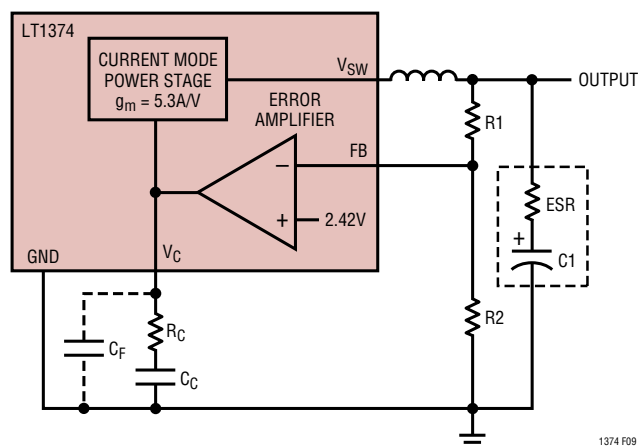 LT1374
CURRENT MODE
POWER STAGE
gm = 5.3A/V
VSW
OUTPUT
ERROR
AMPLIFIER
R1
FB
–
+
2.42V
ESR
+
C1
GND
VC
R2
RC
CF
CC
1374 F09